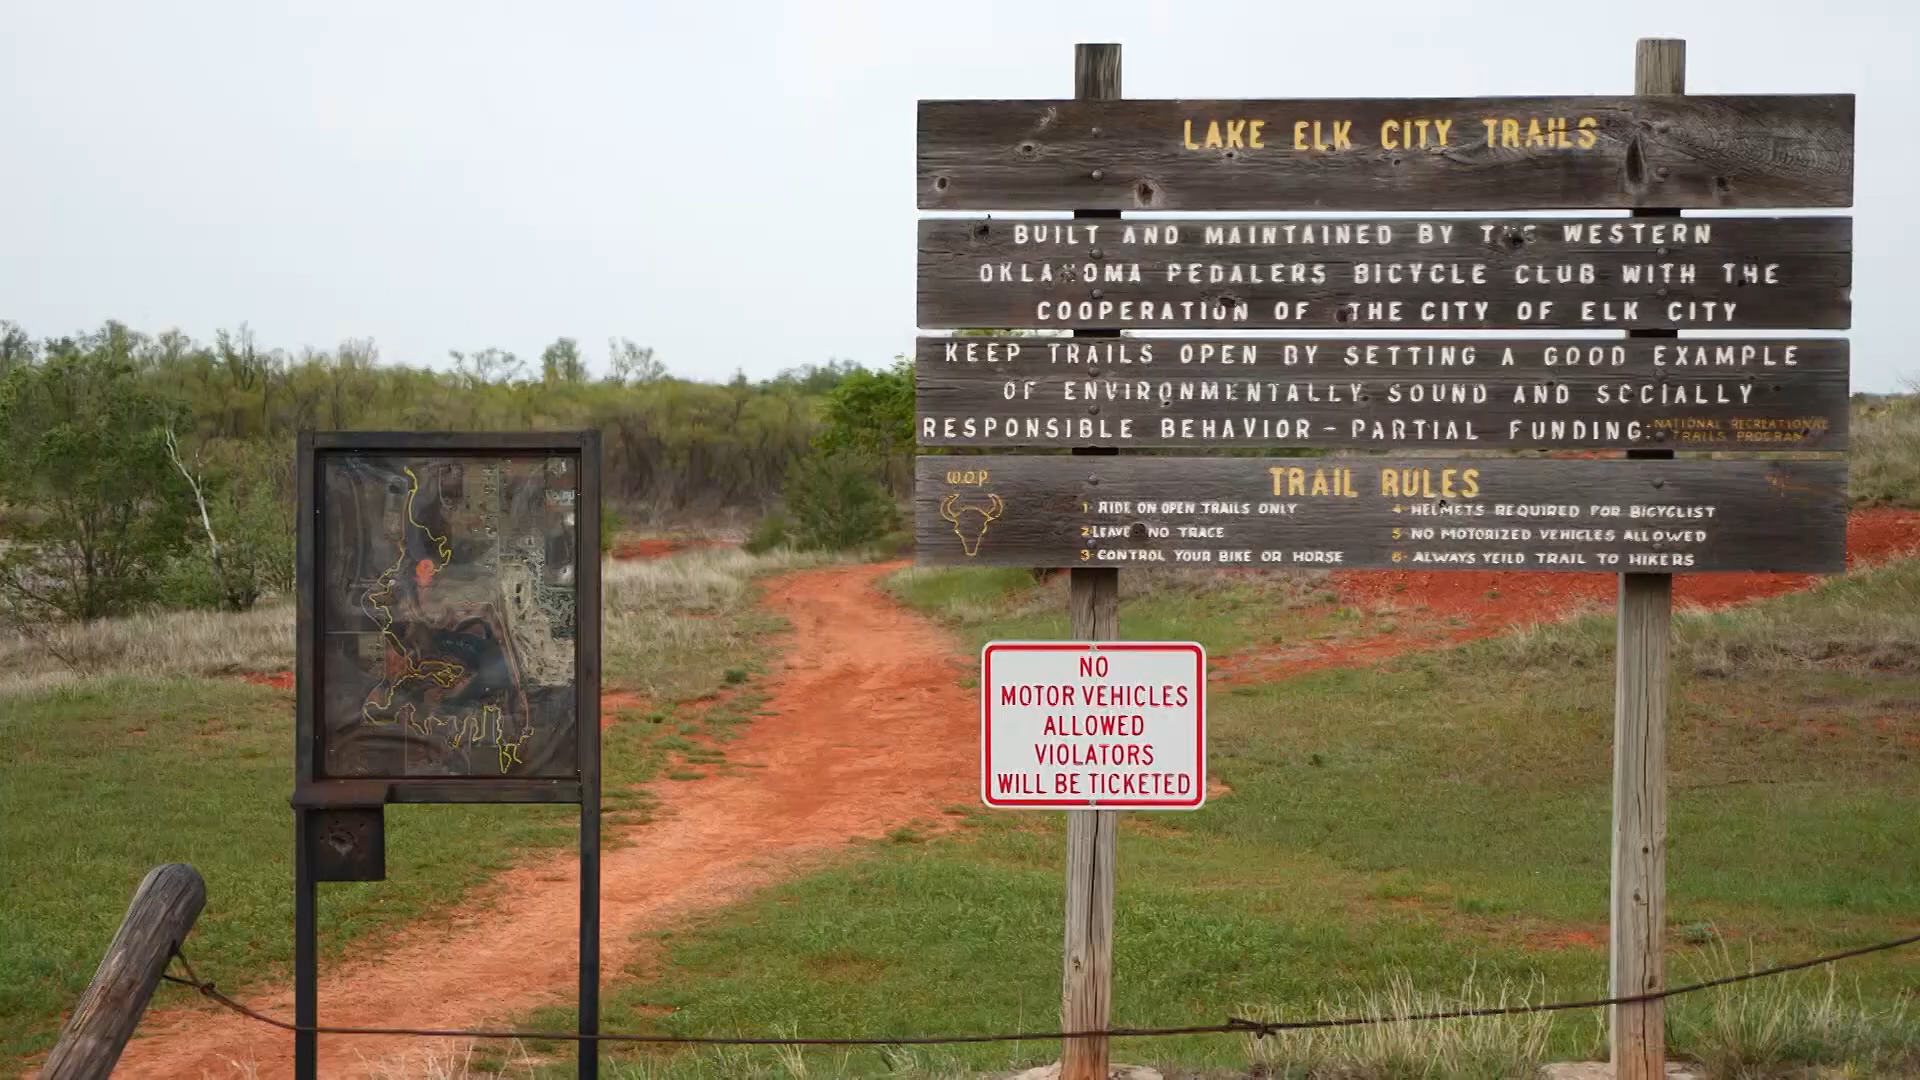 LAKE ELK CITY TRAILS
BUILT AND MAINTAINED BY THE WESTERN
OKLAHOMA PEDALERS BICYCLE CLUB WITH THE
COOPERATION OF THE CITY OF ELK CITY
KEEP TRAILS OPEN BY SETTING A GOOD EXAMPLE
OF ENVIRONMENTALLY SOUND AND SOCIALLY
RESPONSIBLE BEHAVIOR - PARTIAL FUNDING:
NATIONAL RECREATIONAL
TRAILS PROGRAM
W.O.P.
TRAIL RULES
1- RIDE ON OPEN TRAILS ONLY
2 LEAVE NO TRACE
3- CONTROL YOUR BIKE OR HORSE
4- HELMETS REQUIRED FOR BICYCLIST
5- NO MOTORIZED VEHICLES ALLOWED
6- ALWAYS YEILD TRAIL TO HIKERS
NO
MOTOR VEHICLES
ALLOWED
VIOLATORS
WILL BE TICKETED